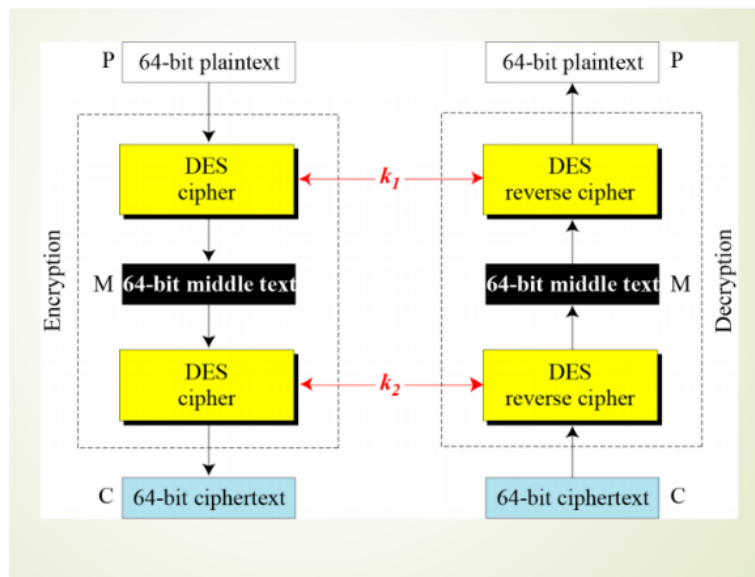 P 64-bit plaintext
64-bit plaintext P
DES
cipher
k1
DES
reverse cipher
Encryption
M 64-bit middle text
64-bit middle text M
Decryption
DES
cipher
k2
DES
reverse cipher
C 64-bit ciphertext
64-bit ciphertext C